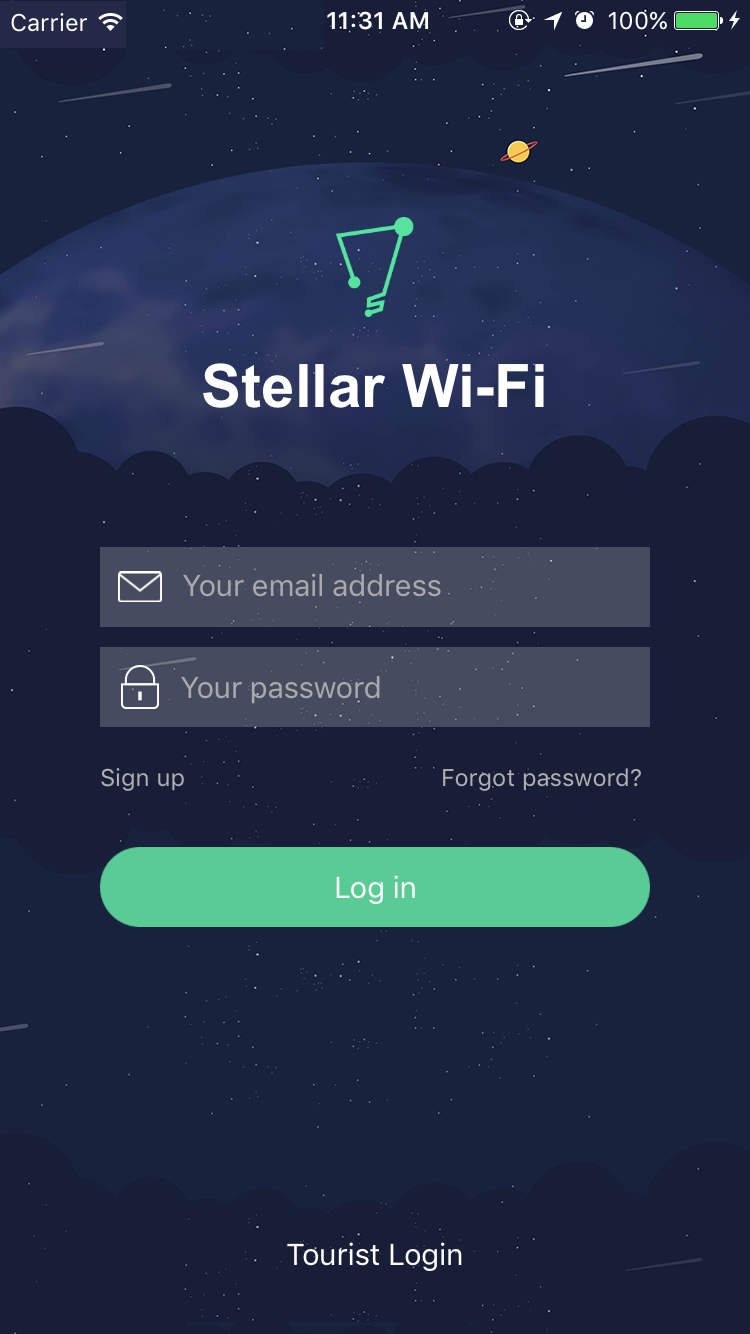 Carrier 11:31 AM 100%
Stellar Wi-Fi
Your email address
Your password
Sign up Forgot password?
Log in
Tourist Login